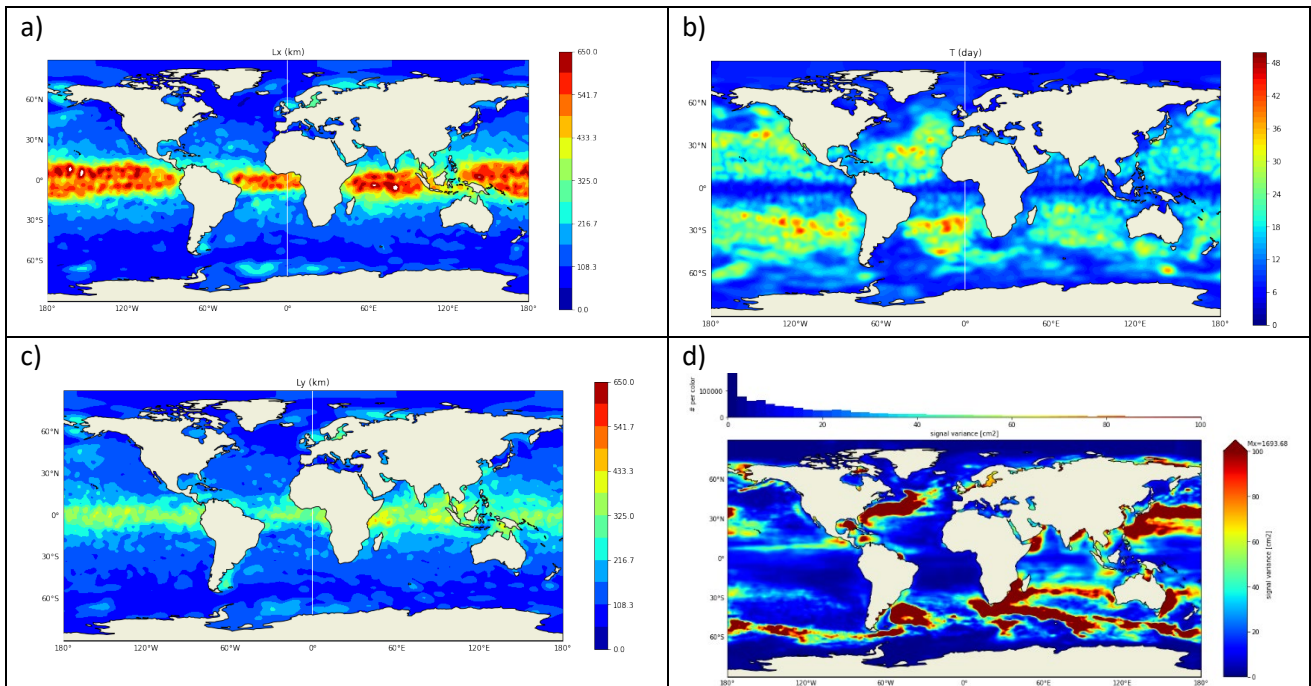 a)
Lx (km)
650.0
541.7
433.3
325.0
216.7
108.3
0.0
60°N
30°N
0°
30°S
60°S
180° 120°W 60°W 0° 60°E 120°E 180°
b)
T (day)
48
42
36
30
24
18
12
6
0
60°N
30°N
0°
30°S
60°S
180° 120°W 60°W 0° 60°E 120°E 180°
c)
Ly (km)
650.0
541.7
433.3
325.0
216.7
108.3
0.0
60°N
30°N
0°
30°S
60°S
180° 120°W 60°W 0° 60°E 120°E 180°
d)
# per color
100000
0
0 20 40 60 80 100
signal variance [cm2]
Mx=1693.68
100
80
60
40
20
0
signal variance [cm2]
60°N
30°N
0°
30°S
60°S
180° 120°W 60°W 0° 60°E 120°E 180°